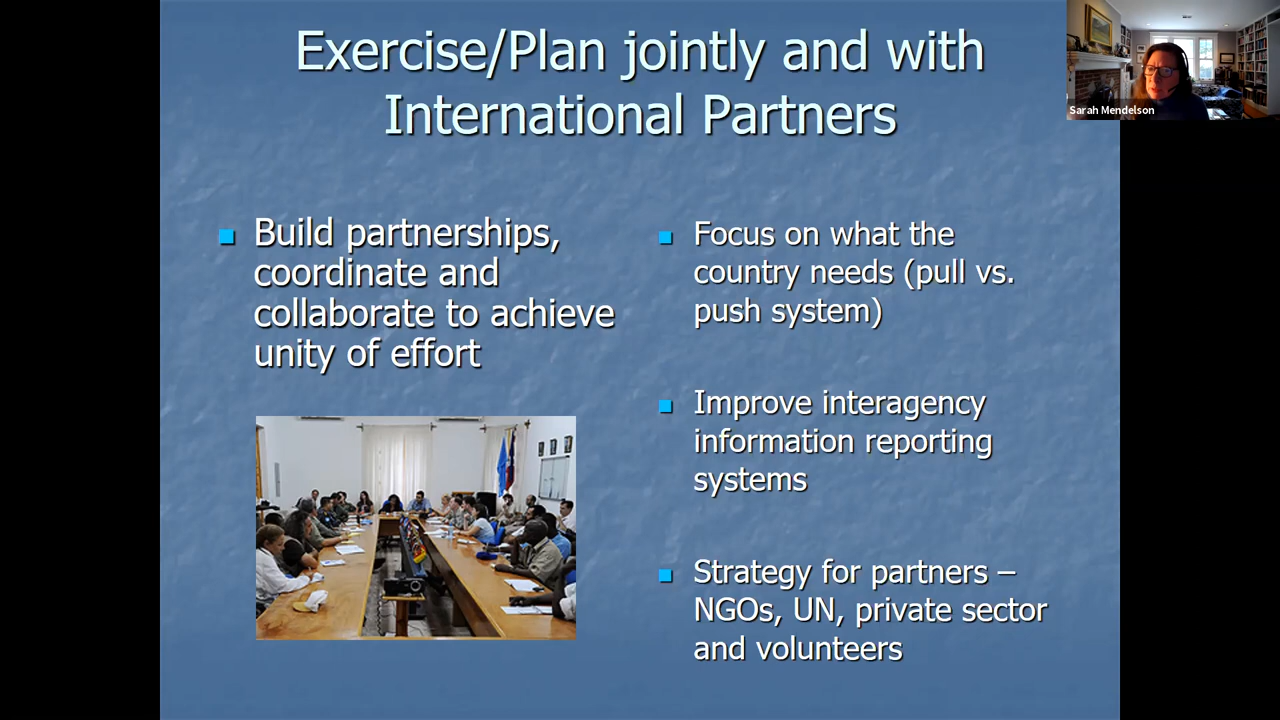 Exercise/Plan jointly and with
International Partners
Build partnerships,
coordinate and
collaborate to achieve
unity of effort
Focus on what the
country needs (pull vs.
push system)
Improve interagency
information reporting
systems
Strategy for partners –
NGOs, UN, private sector
and volunteers
Sarah Mendelson